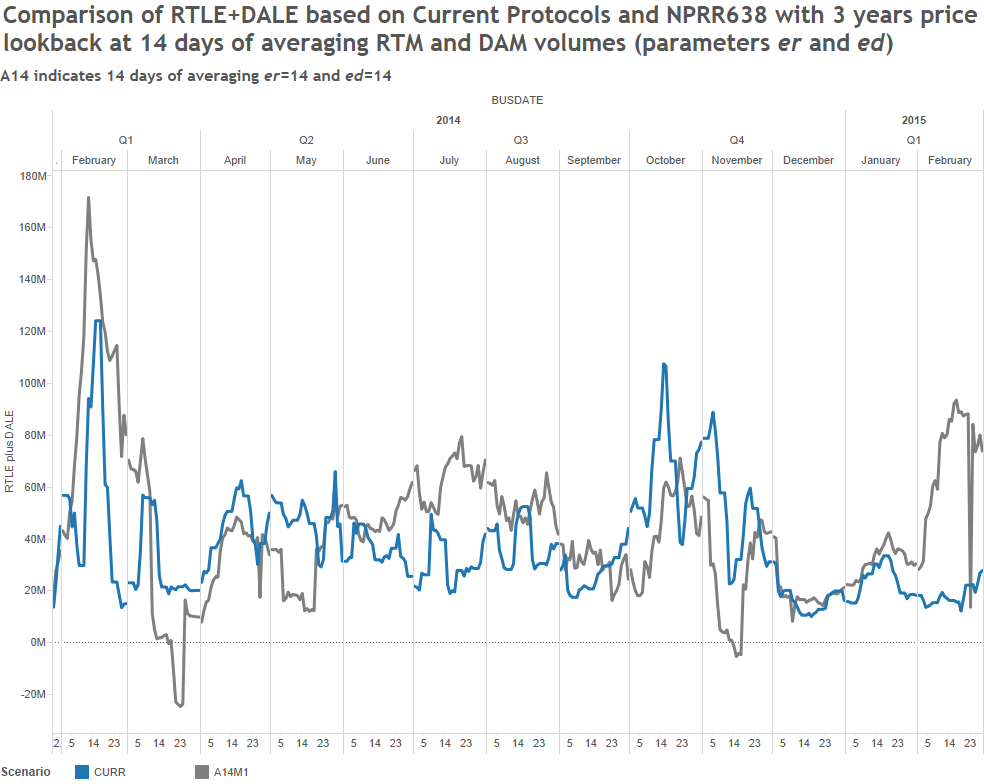 Comparison of RTLE+DALE based on Current Protocols and NPRR638 with 3 years price
lookback at 14 days of averaging RTM and DAM volumes (parameters er and ed)
A14 indicates 14 days of averaging er=14 and ed=14
BUSDATE
2014 2015
Q1 Q2 Q3 Q4 Q1
. February March April May June July August September October November December January February
180M
160M
140M
120M
100M
80M
60M
40M
20M
0M
-20M
RTLE plus DALE
2. 5 14 23 5 14 23 5 14 23 5 14 23 5 14 23 5 14 23 5 14 23 5 14 23 5 14 23 5 14 23 5 14 23 5 14 23 5 14 23
Scenario CURR A14M1